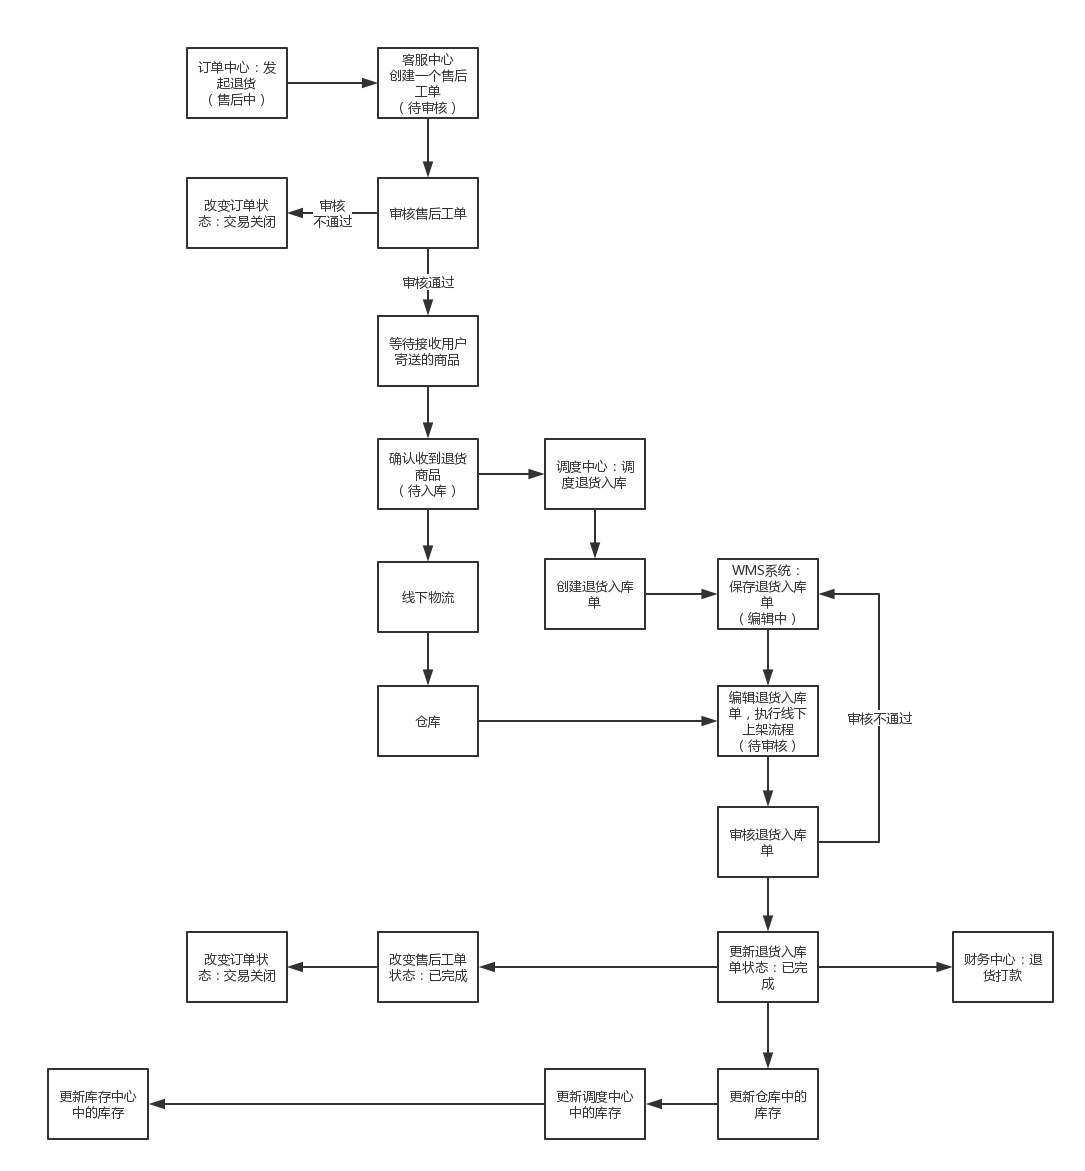 订单中心：发
起退货
（售后中）
客服中心
创建一个售后
工单
（待审核）
改变订单状
态：交易关闭
审核
不通过
审核售后工单
审核通过
等待接收用户
寄送的商品
确认收到退货
商品
（待入库）
调度中心：调
度退货入库
线下物流
创建退货入库
单
WMS系统：
保存退货入库
单
（编辑中）
仓库
编辑退货入库
单，执行线下
上架流程
（待审核）
审核不通过
审核退货入库
单
改变订单状
态：交易关闭
改变售后工单
状态：已完成
更新退货入库
单状态：已完
成
财务中心：退
货打款
更新库存中心
中的库存
更新调度中心
中的库存
更新仓库中的
库存